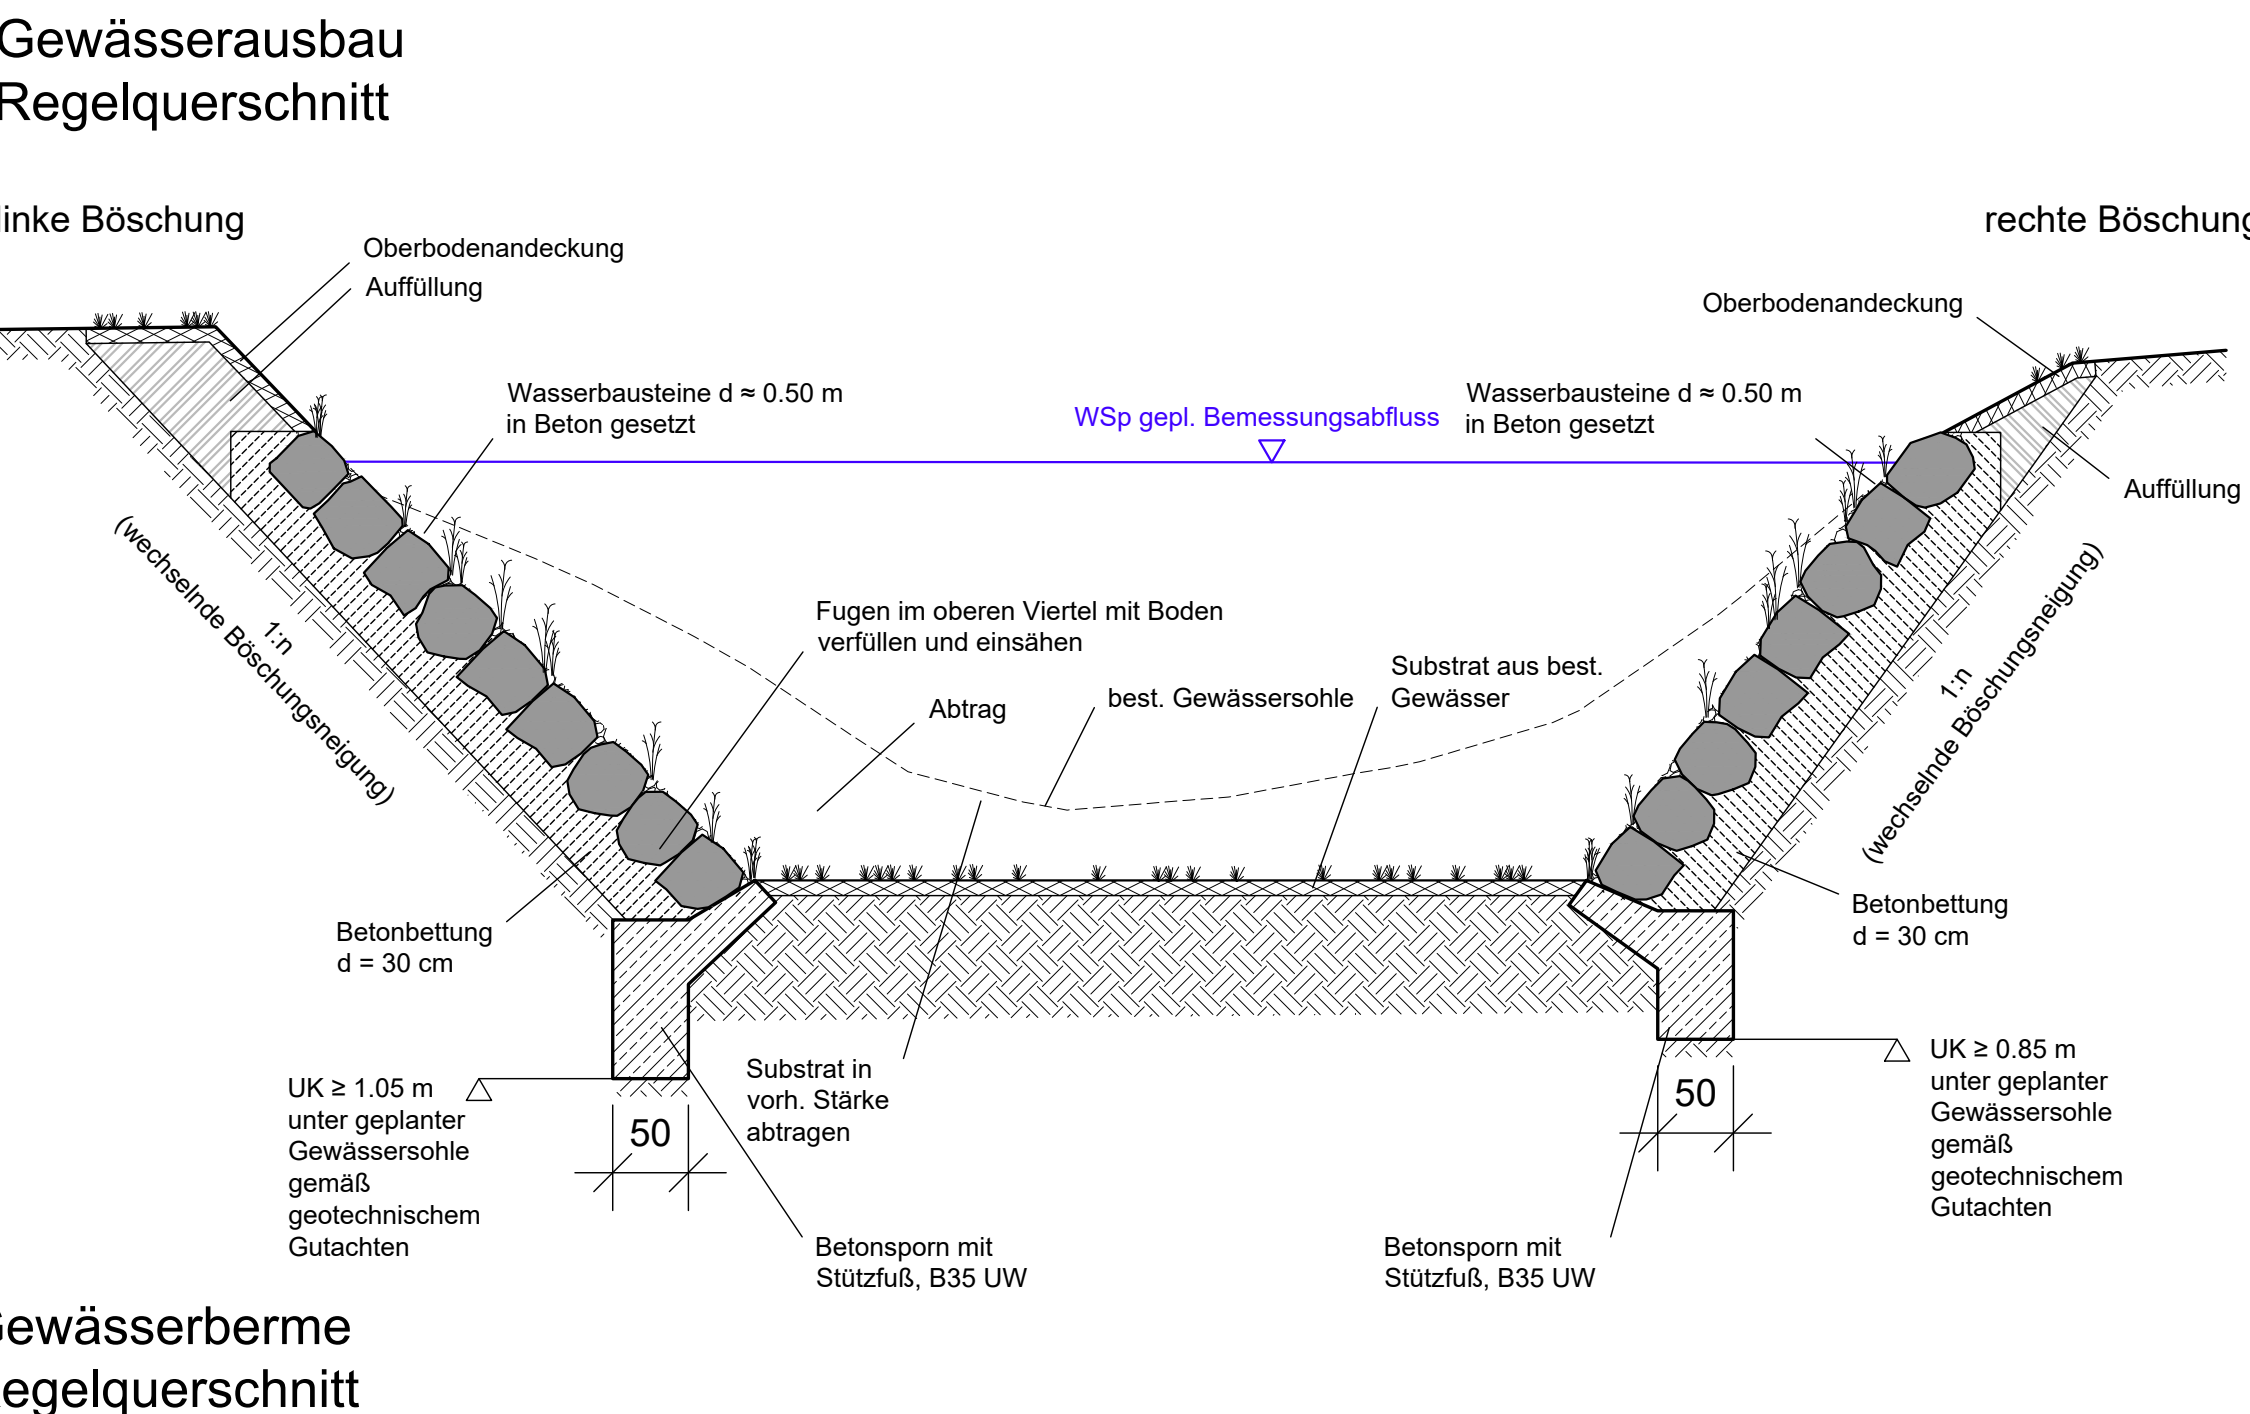 Gewässerausbau
Regelquerschnitt
linke Böschung
rechte Böschung
Oberbodenandeckung
Auffüllung
Oberbodenandeckung
Wasserbausteine d ≈ 0.50 m
in Beton gesetzt
WSp gepl. Bemessungsabfluss
Wasserbausteine d ≈ 0.50 m
in Beton gesetzt
Auffüllung
1:n
(wechselnde Böschungsneigung)
Fugen im oberen Viertel mit Boden
verfüllen und einsähen
Abtrag
best. Gewässersohle
Substrat aus best.
Gewässer
1:n
(wechselnde Böschungsneigung)
Betonbettung
d = 30 cm
Betonbettung
d = 30 cm
UK ≥ 1.05 m
unter geplanter
Gewässersohle
gemäß
geotechnischem
Gutachten
50
Substrat in
vorh. Stärke
abtragen
50
UK ≥ 0.85 m
unter geplanter
Gewässersohle
gemäß
geotechnischem
Gutachten
Betonsporn mit
Stützfuß, B35 UW
Betonsporn mit
Stützfuß, B35 UW
Gewässerberme
egelquerschnitt